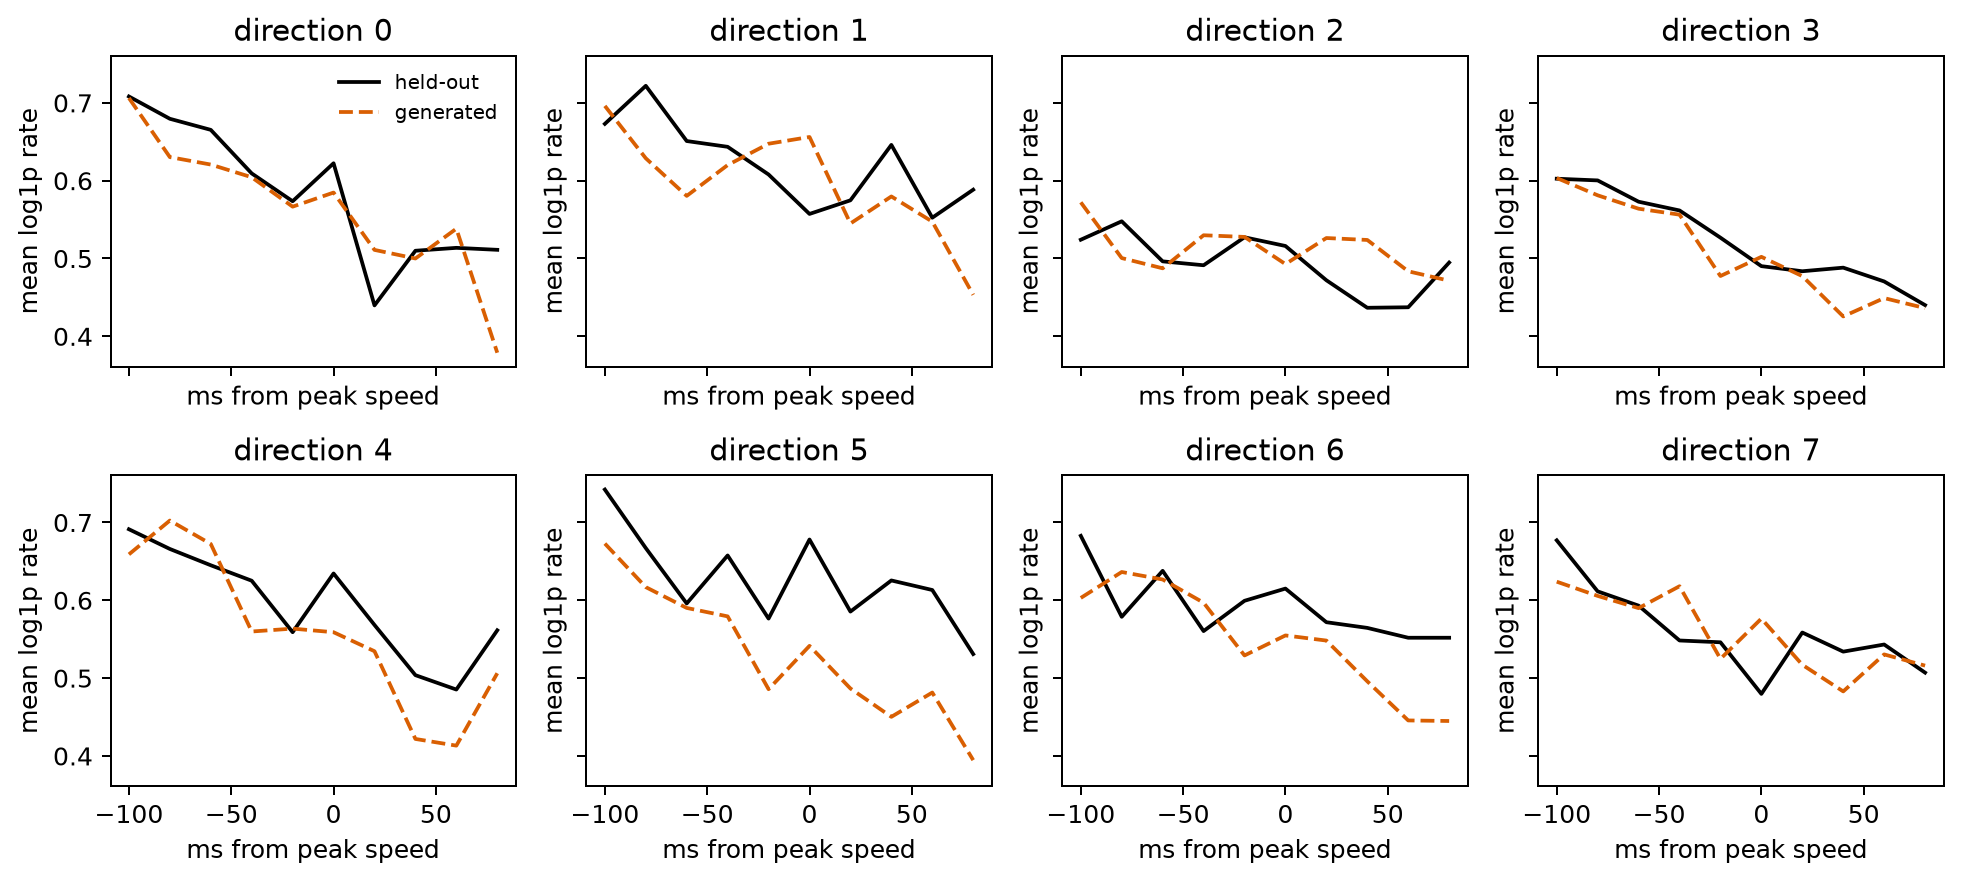 direction 0
direction 1
direction 2
direction 3
held-out
generated
0.7
0.6
0.5
0.4
mean log1p rate
mean log1p rate
mean log1p rate
mean log1p rate
ms from peak speed
ms from peak speed
ms from peak speed
ms from peak speed
direction 4
direction 5
direction 6
direction 7
0.7
0.6
0.5
0.4
mean log1p rate
mean log1p rate
mean log1p rate
mean log1p rate
−100 −50 0 50
−100 −50 0 50
−100 −50 0 50
−100 −50 0 50
ms from peak speed
ms from peak speed
ms from peak speed
ms from peak speed